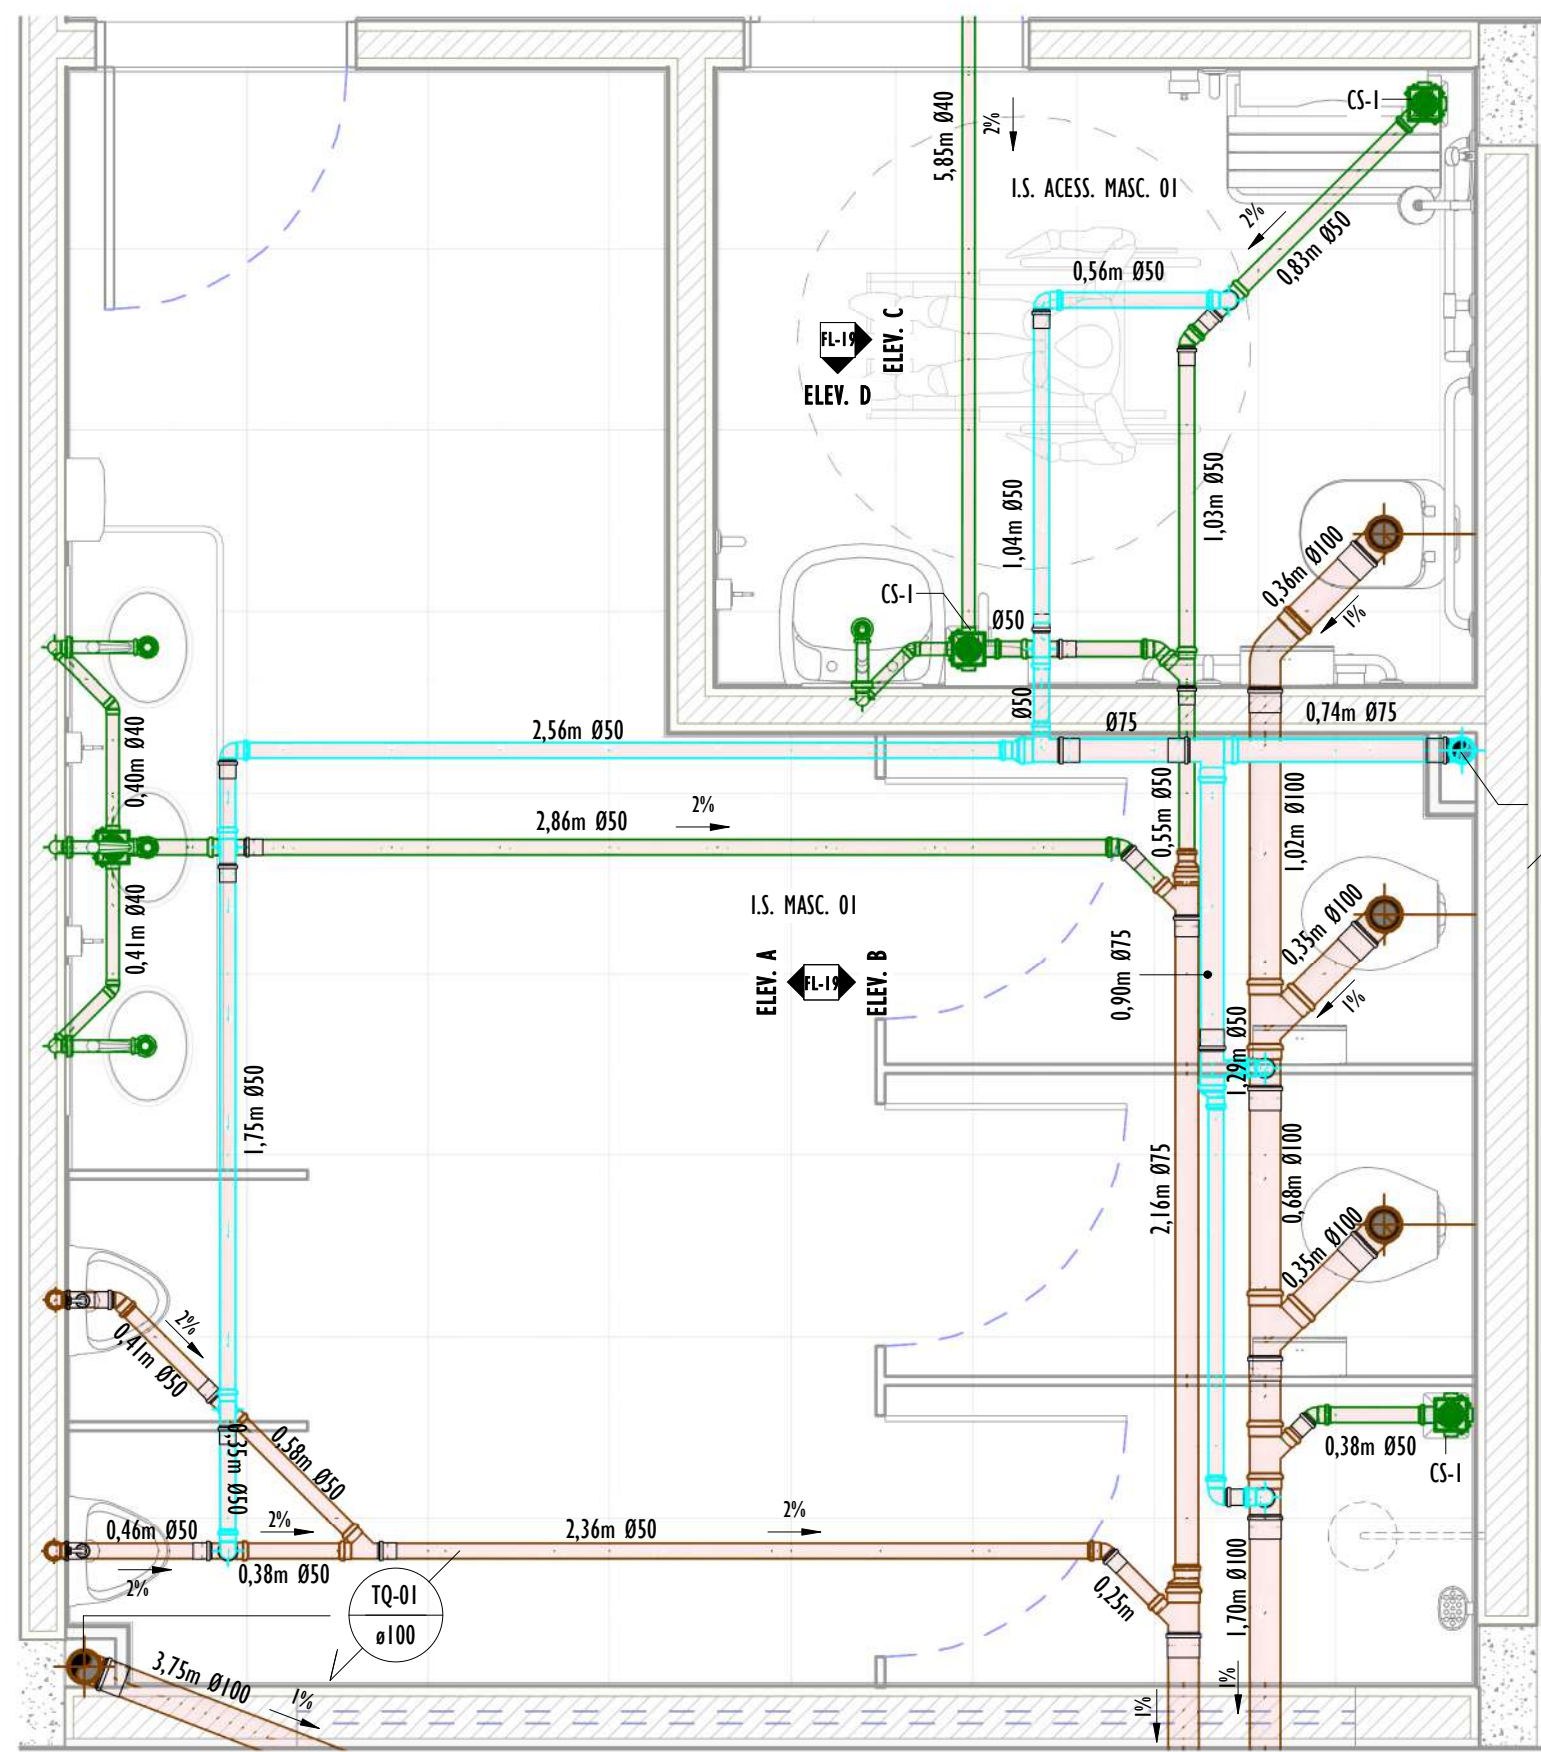 CS-1
5,85m Ø40
2%
I.S. ACESS. MASC. 01
2%
0,83m Ø50
0,56m Ø50
FL-19
ELEV. C
ELEV. D
1,04m Ø50
1,03m Ø50
0,36m Ø100
1%
CS-1
Ø50
Ø50
Ø75
0,74m Ø75
2,56m Ø50
0,40m Ø40
2,86m Ø50
2%
0,55m Ø50
1,02m Ø100
0,41m Ø40
I.S. MASC. 01
ELEV. A
FL-19
ELEV. B
0,90m Ø75
0,35m Ø100
1%
1,29m Ø50
1,75m Ø50
2,16m Ø75
0,68m Ø100
0,35m Ø100
2%
0,41m Ø50
0,35m Ø50
0,58m Ø50
0,38m Ø50
CS-1
0,46m Ø50
2%
2%
0,38m Ø50
2,36m Ø50
2%
0,25m
1,70m Ø100
TQ-01
ø100
3,75m Ø100
1%
1%
1%